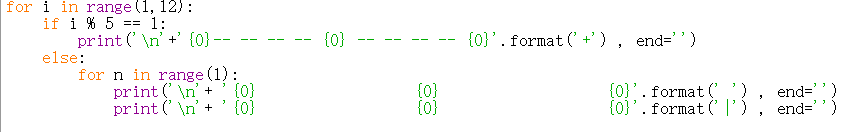 for i in range(1,12):
    if i % 5 == 1:
        print('\n'+'{0}-- -- -- -- {0} -- -- -- -- {0}'.format('+') , end='')
    else:
        for n in range(1):
            print('\n'+ '{0}                    {0}                     {0}'.format(' ') , end='')
            print('\n'+ '{0}                    {0}                     {0}'.format('|') , end='')